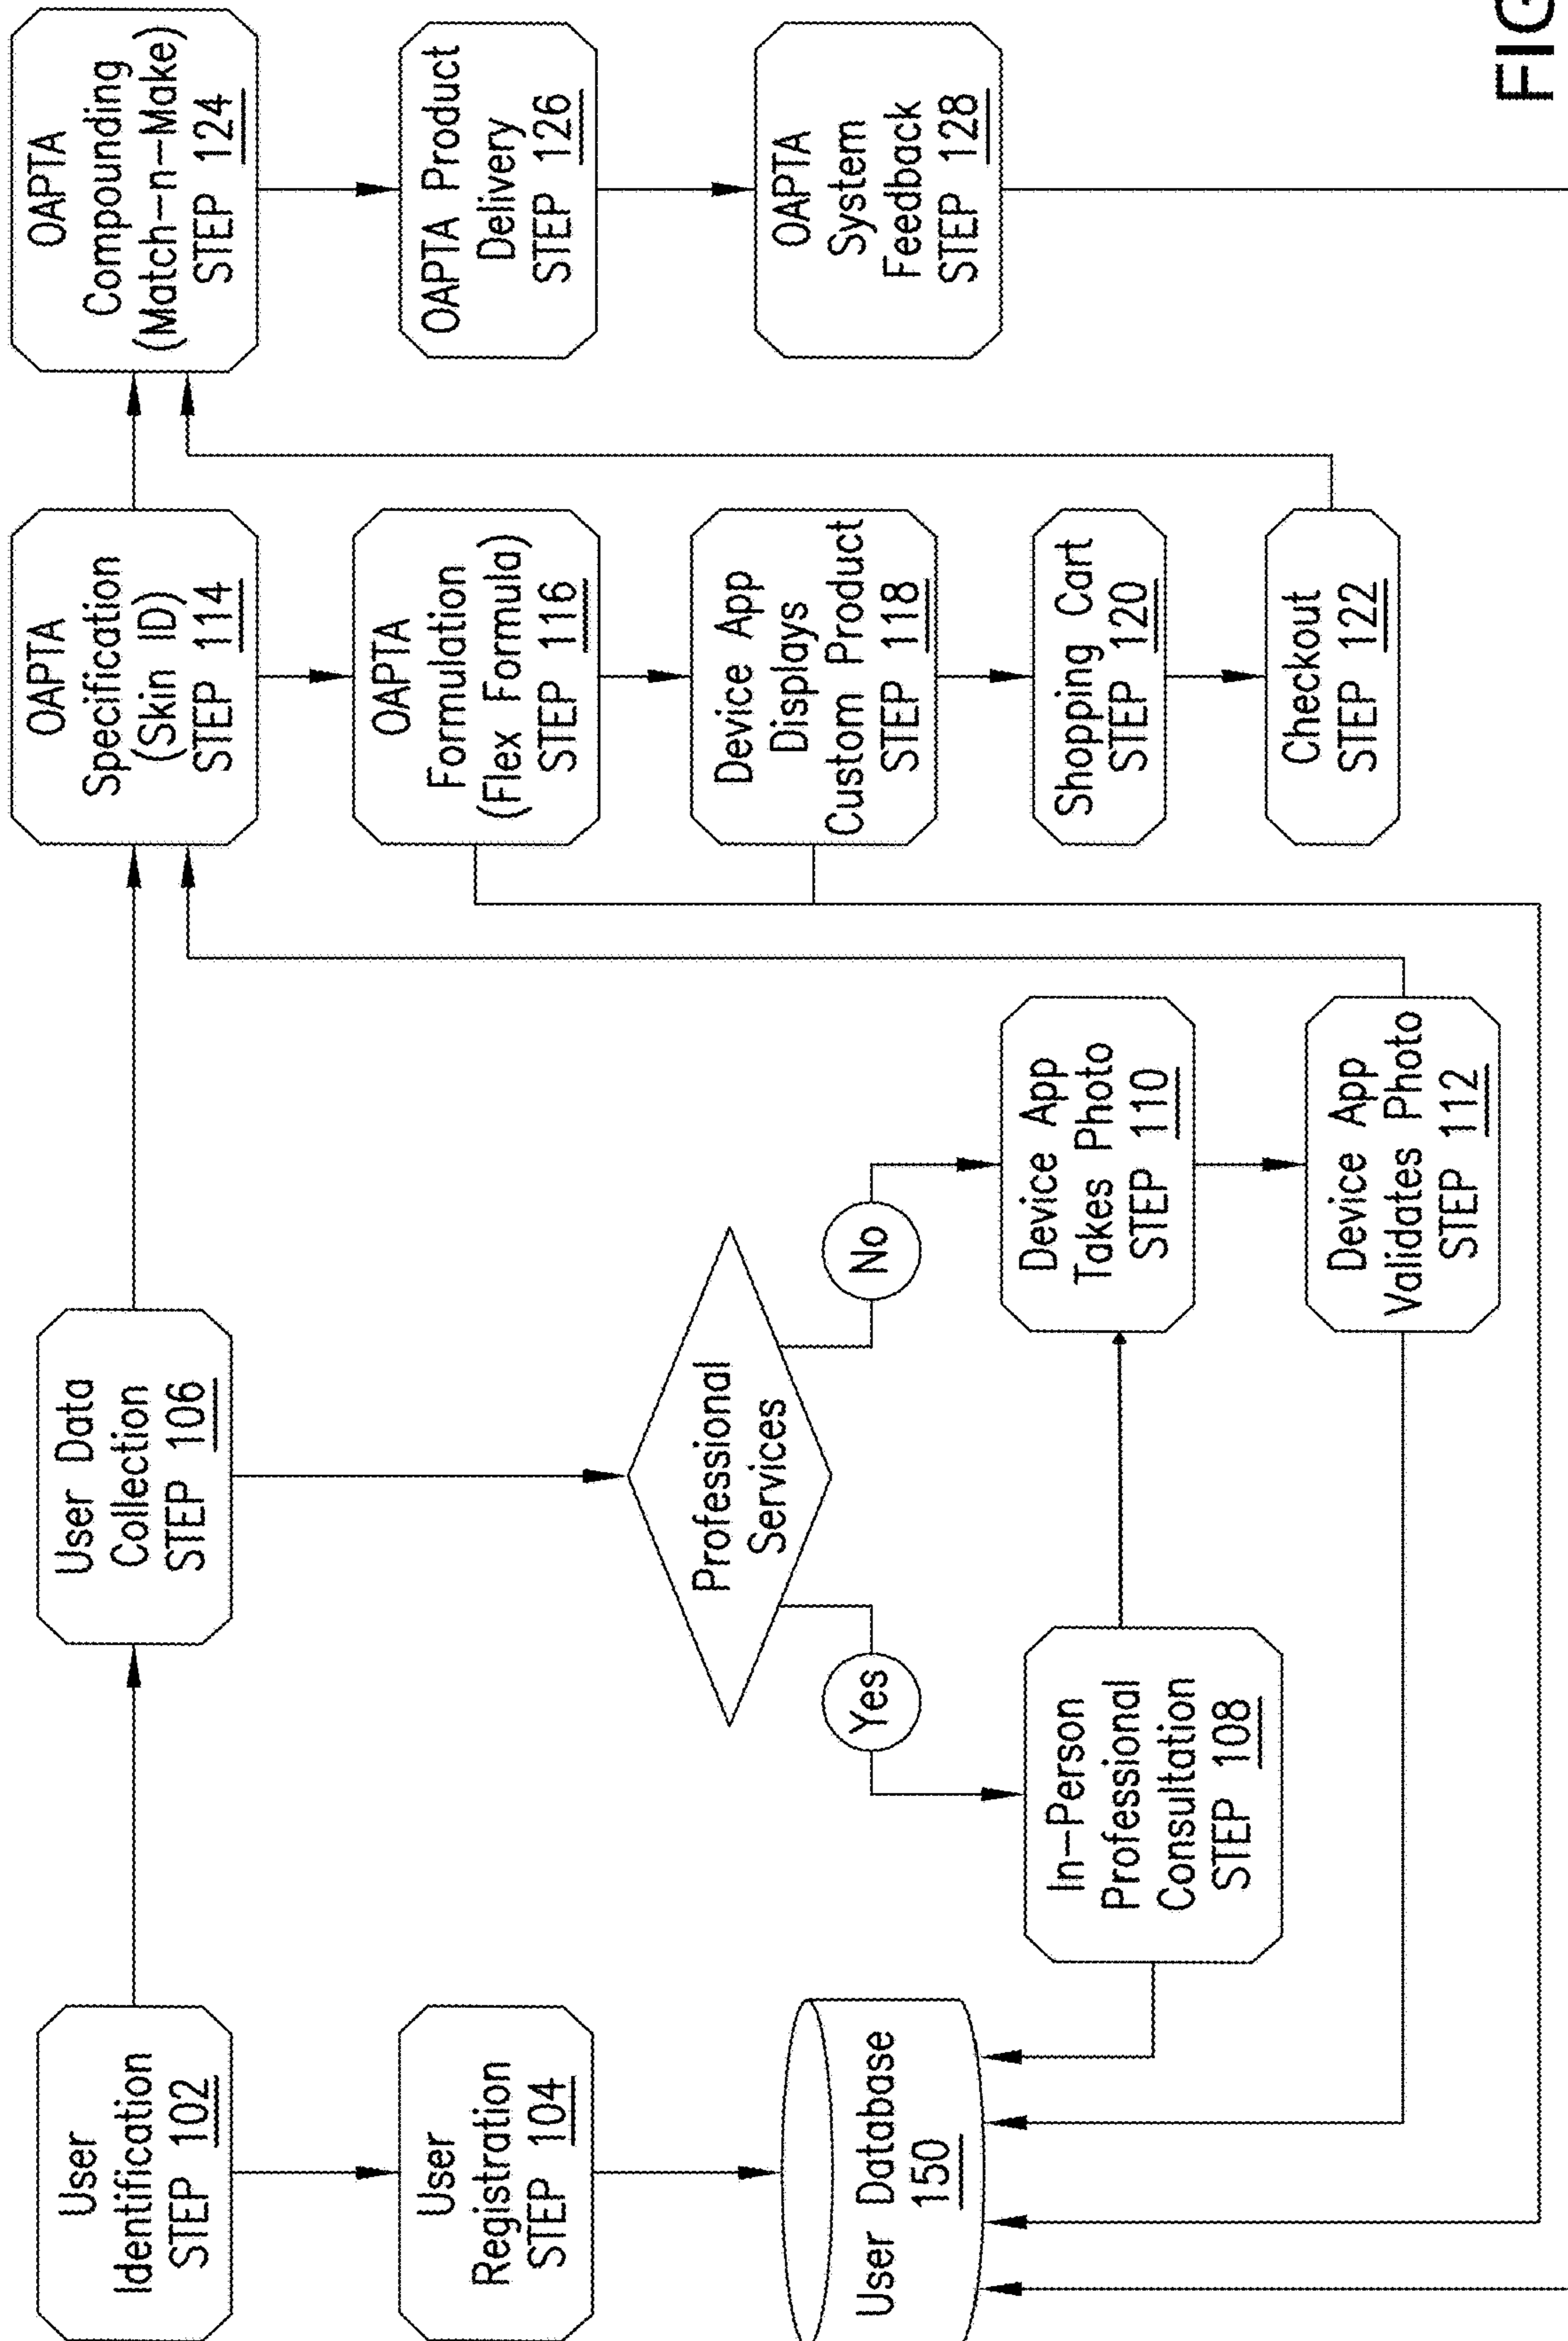 User
Identification
STEP 102
User
Registration
STEP 104
User Database
150
User Data
Collection
STEP 106
Professional
Services
Yes
No
In-Person
Professional
Consultation
STEP 108
Device App
Takes Photo
STEP 110
Device App
Validates Photo
STEP 112
OAPTA
Specification
(Skin ID)
STEP 114
OAPTA
Formulation
(Flex Formula)
STEP 116
Device App
Displays
Custom Product
STEP 118
Shopping Cart
STEP 120
Checkout
STEP 122
OAPTA
Compounding
(Match-n-Make)
STEP 124
OAPTA Product
Delivery
STEP 126
OAPTA
System
Feedback
STEP 128
FIG